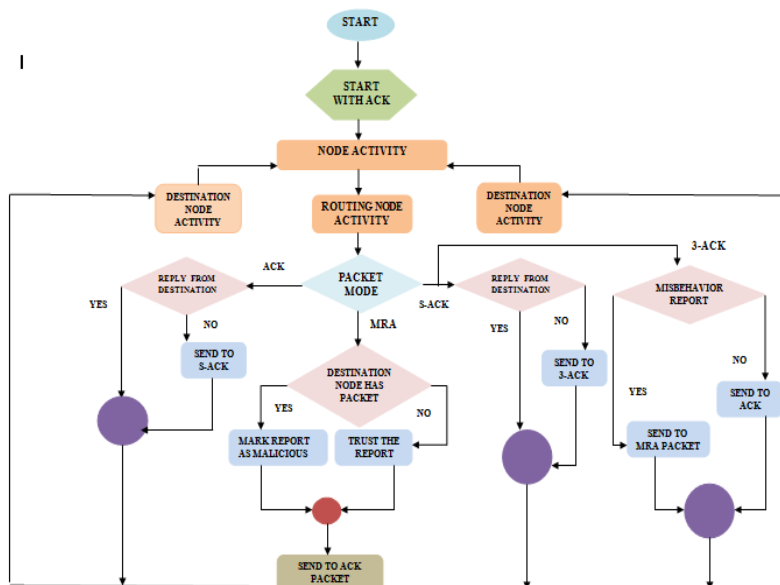 START
I
START
WITH ACK
NODE ACTIVITY
DESTINATION
NODE
ACTIVITY
ROUTING NODE
ACTIVITY
DESTINATION
NODE
ACTIVITY
3-ACK
ACK
REPLY FROM
DESTINATION
PACKET
MODE
S-ACK
REPLY FROM
DESTINATION
MISBEHAVIOR
REPORT
YES
NO
MRA
YES
NO
SEND TO
S-ACK
DESTINATION
NODE HAS
PACKET
SEND TO
3-ACK
YES
NO
SEND TO
ACK
YES
NO
MARK REPORT
AS MALICIOUS
TRUST THE
REPORT
SEND TO
MRA PACKET
SEND TO ACK
PACKET